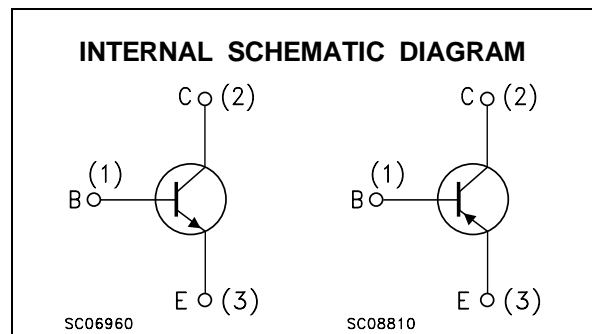 INTERNAL SCHEMATIC DIAGRAM
C (2)
C (2)
(1)
(1)
B
B
E (3)
E (3)
SC06960
SC08810